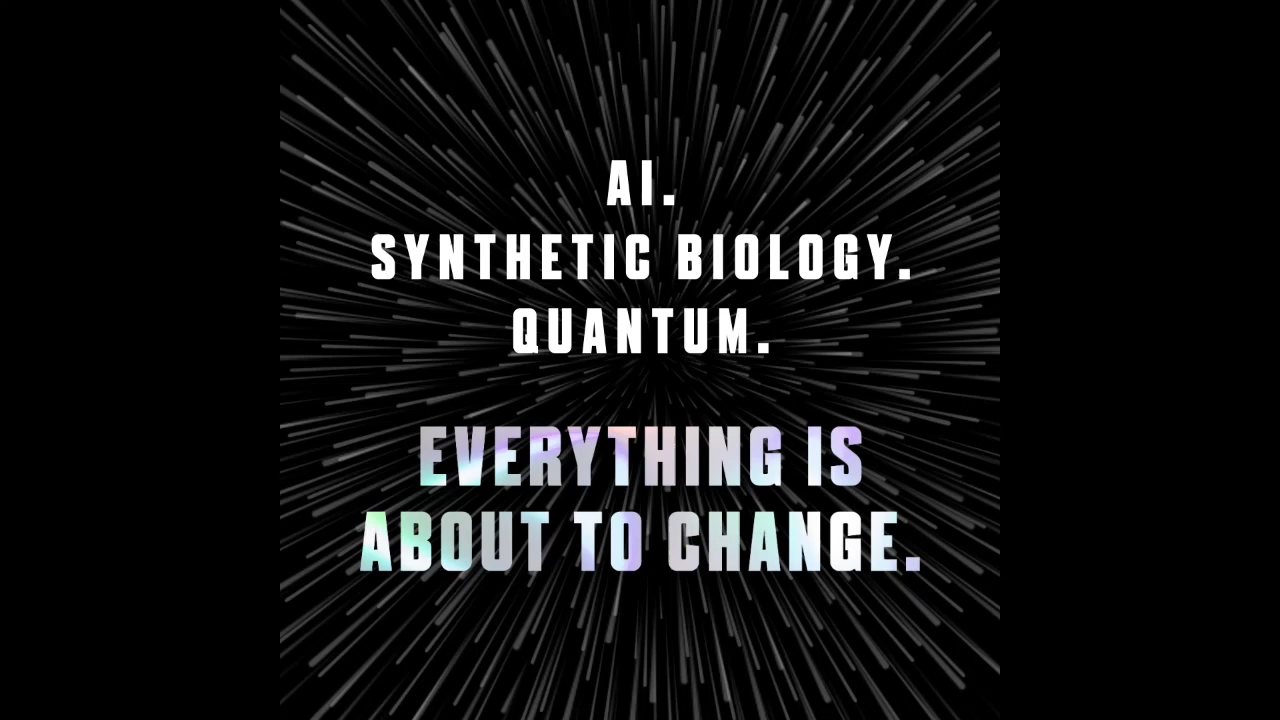 AI.
SYNTHETIC BIOLOGY.
QUANTUM.
EVERYTHING IS
ABOUT TO CHANGE.